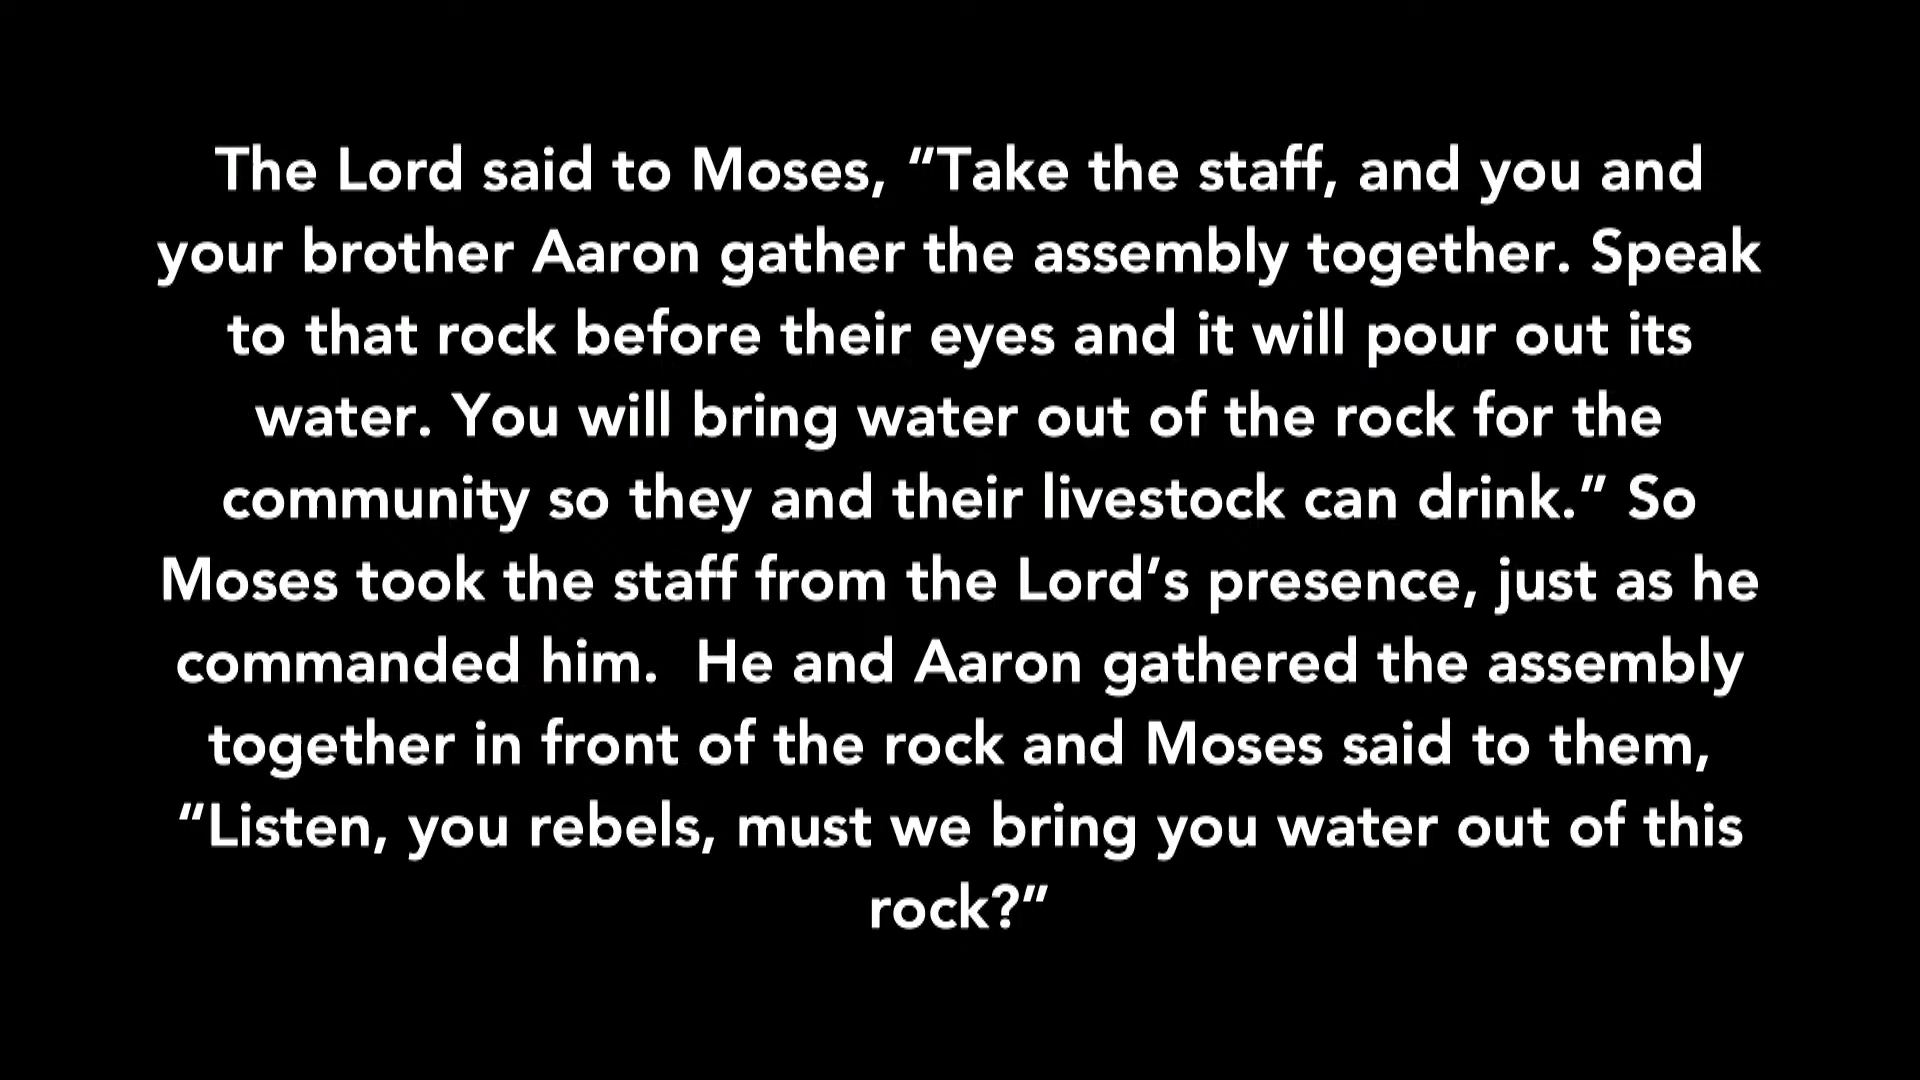 The Lord said to Moses, “Take the staff, and you and
your brother Aaron gather the assembly together. Speak
to that rock before their eyes and it will pour out its
water. You will bring water out of the rock for the
community so they and their livestock can drink.” So
Moses took the staff from the Lord’s presence, just as he
commanded him.  He and Aaron gathered the assembly
together in front of the rock and Moses said to them,
“Listen, you rebels, must we bring you water out of this
rock?”